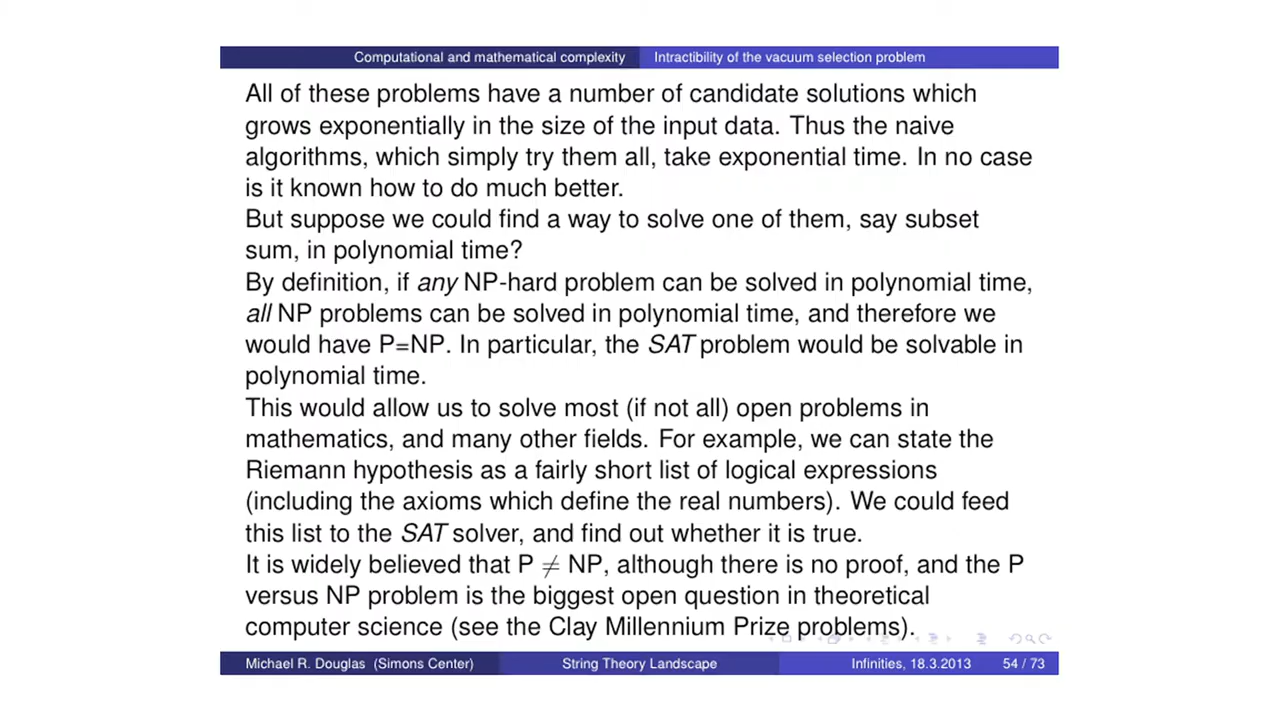 Computational and mathematical complexity Intractibility of the vacuum selection problem
All of these problems have a number of candidate solutions which
grows exponentially in the size of the input data. Thus the naive
algorithms, which simply try them all, take exponential time. In no case
is it known how to do much better.
But suppose we could find a way to solve one of them, say subset
sum, in polynomial time?
By definition, if any NP-hard problem can be solved in polynomial time,
all NP problems can be solved in polynomial time, and therefore we
would have P=NP. In particular, the SAT problem would be solvable in
polynomial time.
This would allow us to solve most (if not all) open problems in
mathematics, and many other fields. For example, we can state the
Riemann hypothesis as a fairly short list of logical expressions
(including the axioms which define the real numbers). We could feed
this list to the SAT solver, and find out whether it is true.
It is widely believed that P ≠ NP, although there is no proof, and the P
versus NP problem is the biggest open question in theoretical
computer science (see the Clay Millennium Prize problems).
Michael R. Douglas (Simons Center) String Theory Landscape Infinities, 18.3.2013 54 / 73